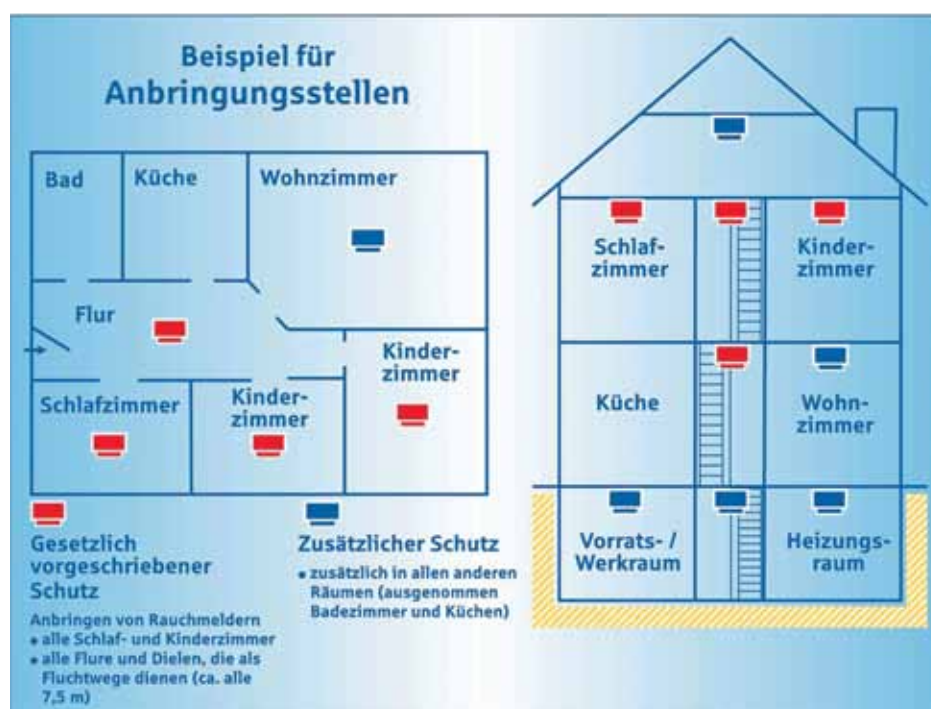 Beispiel für
Anbringungsstellen
Bad
Küche
Wohnzimmer
Flur
Kinder-
zimmer
Schlafzimmer
Kinder-
zimmer
Gesetzlich
vorgeschriebener
Schutz
Anbringen von Rauchmeldern
• alle Schlaf- und Kinderzimmer
• alle Flure und Dielen, die als
Fluchtwege dienen (ca. alle
7,5 m)
Zusätzlicher Schutz
• zusätzlich in allen anderen
Räumen (ausgenommen
Badezimmer und Küchen)
Schlaf-
zimmer
Kinder-
zimmer
Küche
Wohn-
zimmer
Vorrats- /
Werkraum
Heizungs-
raum